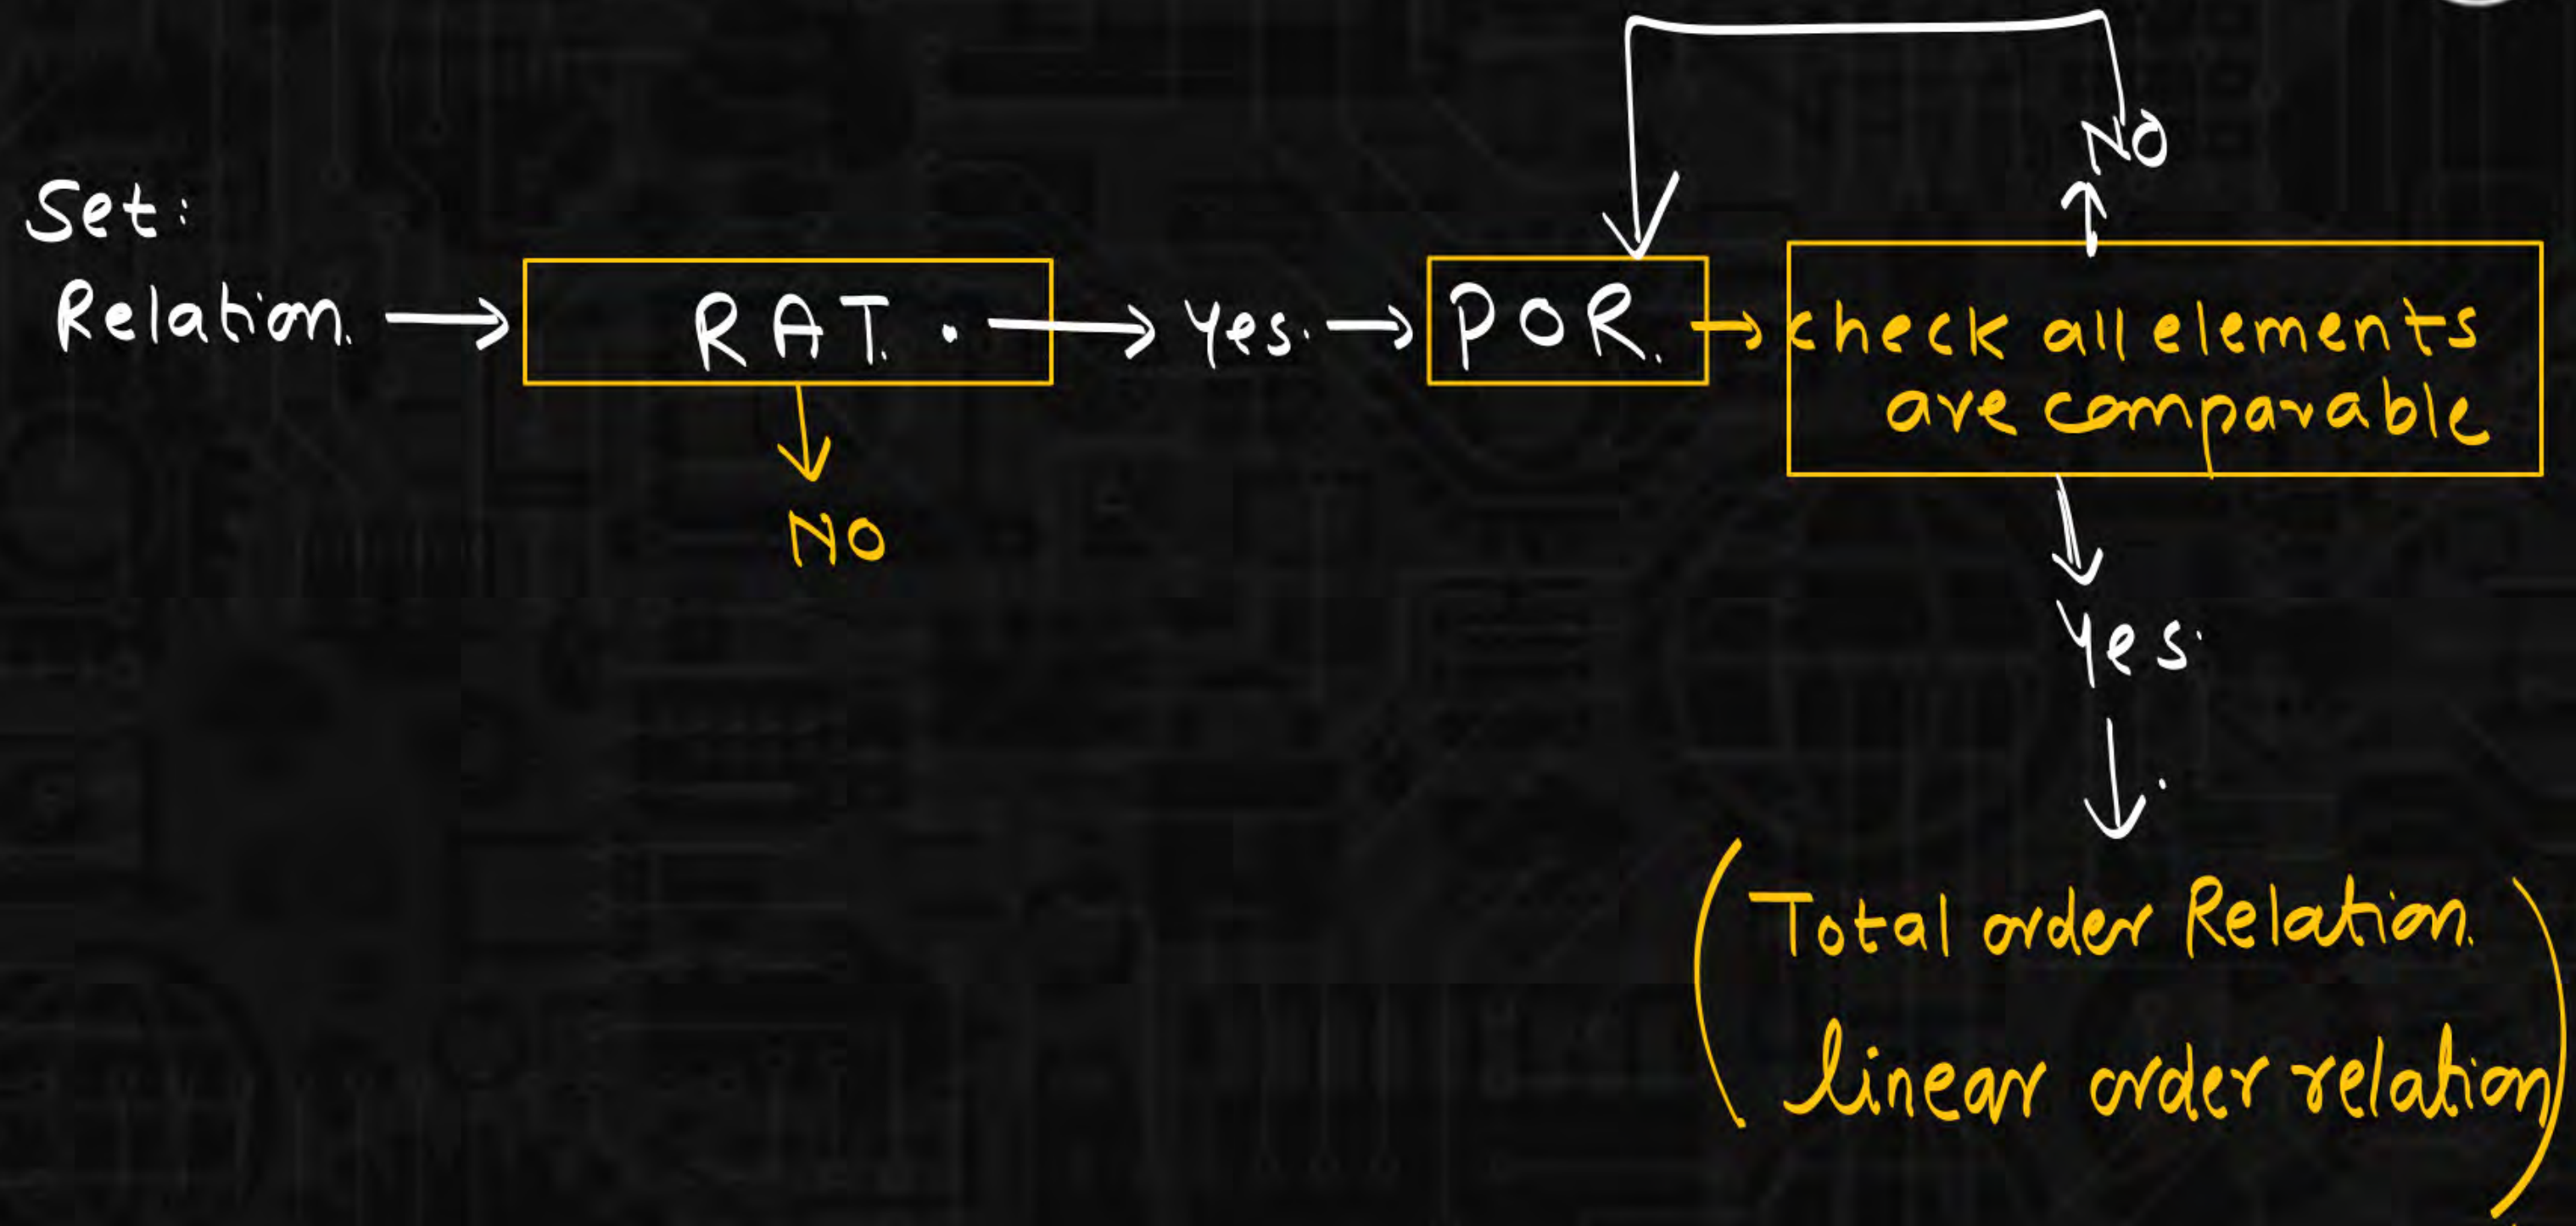 Set:
Relation.
RAT.
Yes.
POR.
check all elements
are comparable
NO
NO
Yes.
Total order Relation.
linear order relation